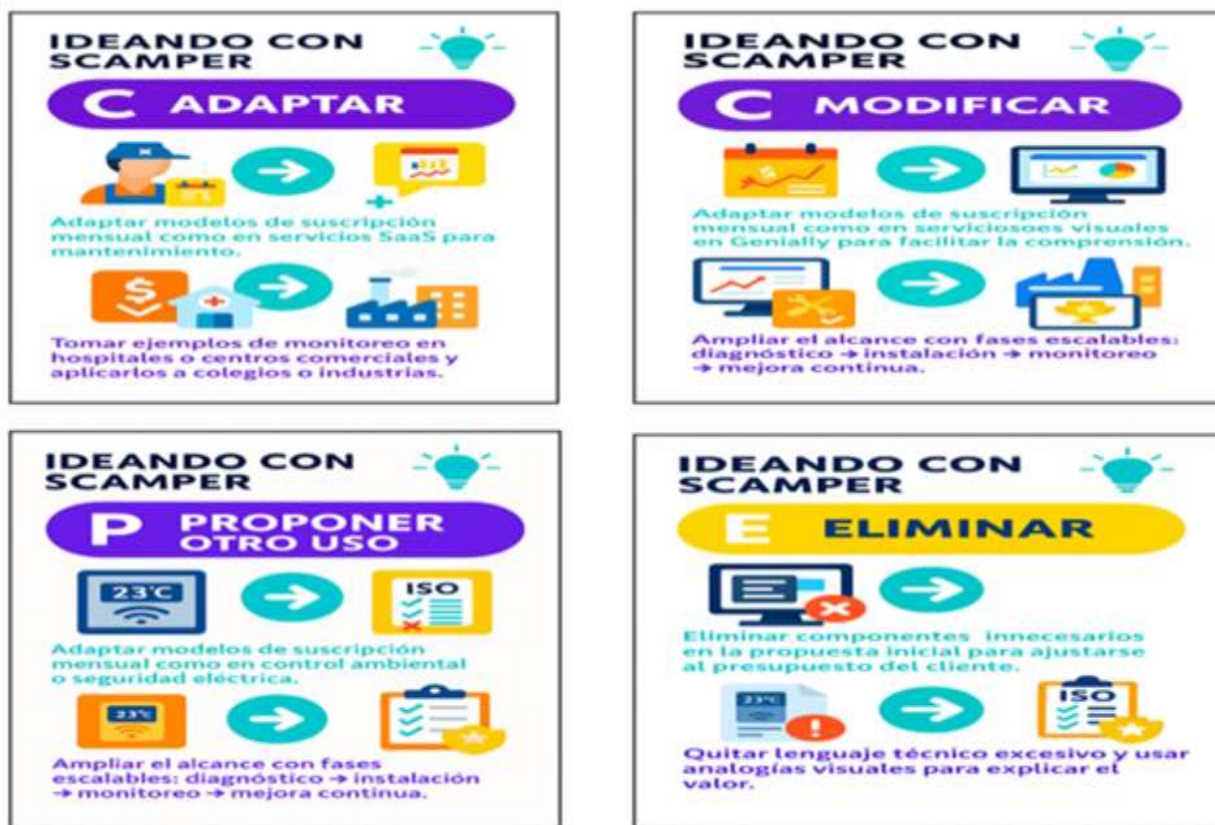 IDEANDO CON
SCAMPER
C ADAPTAR
Adaptar modelos de suscripción
mensual como en servicios SaaS para
mantenimiento.
$
Tomar ejemplos de monitoreo en
hospitales o centros comerciales y
aplicarlos a colegios o industrias.
IDEANDO CON
SCAMPER
C MODIFICAR
$
Adaptar modelos de suscripción
mensual como en serviciosoes visuales
en Genially para facilitar la comprensión.
Ampliar el alcance con fases escalables:
diagnóstico → instalación → monitoreo
→ mejora continua.
IDEANDO CON
SCAMPER
P PROPONER
OTRO USO
23°C
ISO
Adaptar modelos de suscripción
mensual como en control ambiental
o seguridad eléctrica.
23°C
Ampliar el alcance con fases
escalables: diagnóstico → instalación
→ monitoreo → mejora continua.
IDEANDO CON
SCAMPER
E ELIMINAR
Eliminar componentes innecesarios
en la propuesta inicial para ajustarse
al presupuesto del cliente.
23°C
ISO
Quitar lenguaje técnico excesivo y usar
analogías visuales para explicar el
valor.